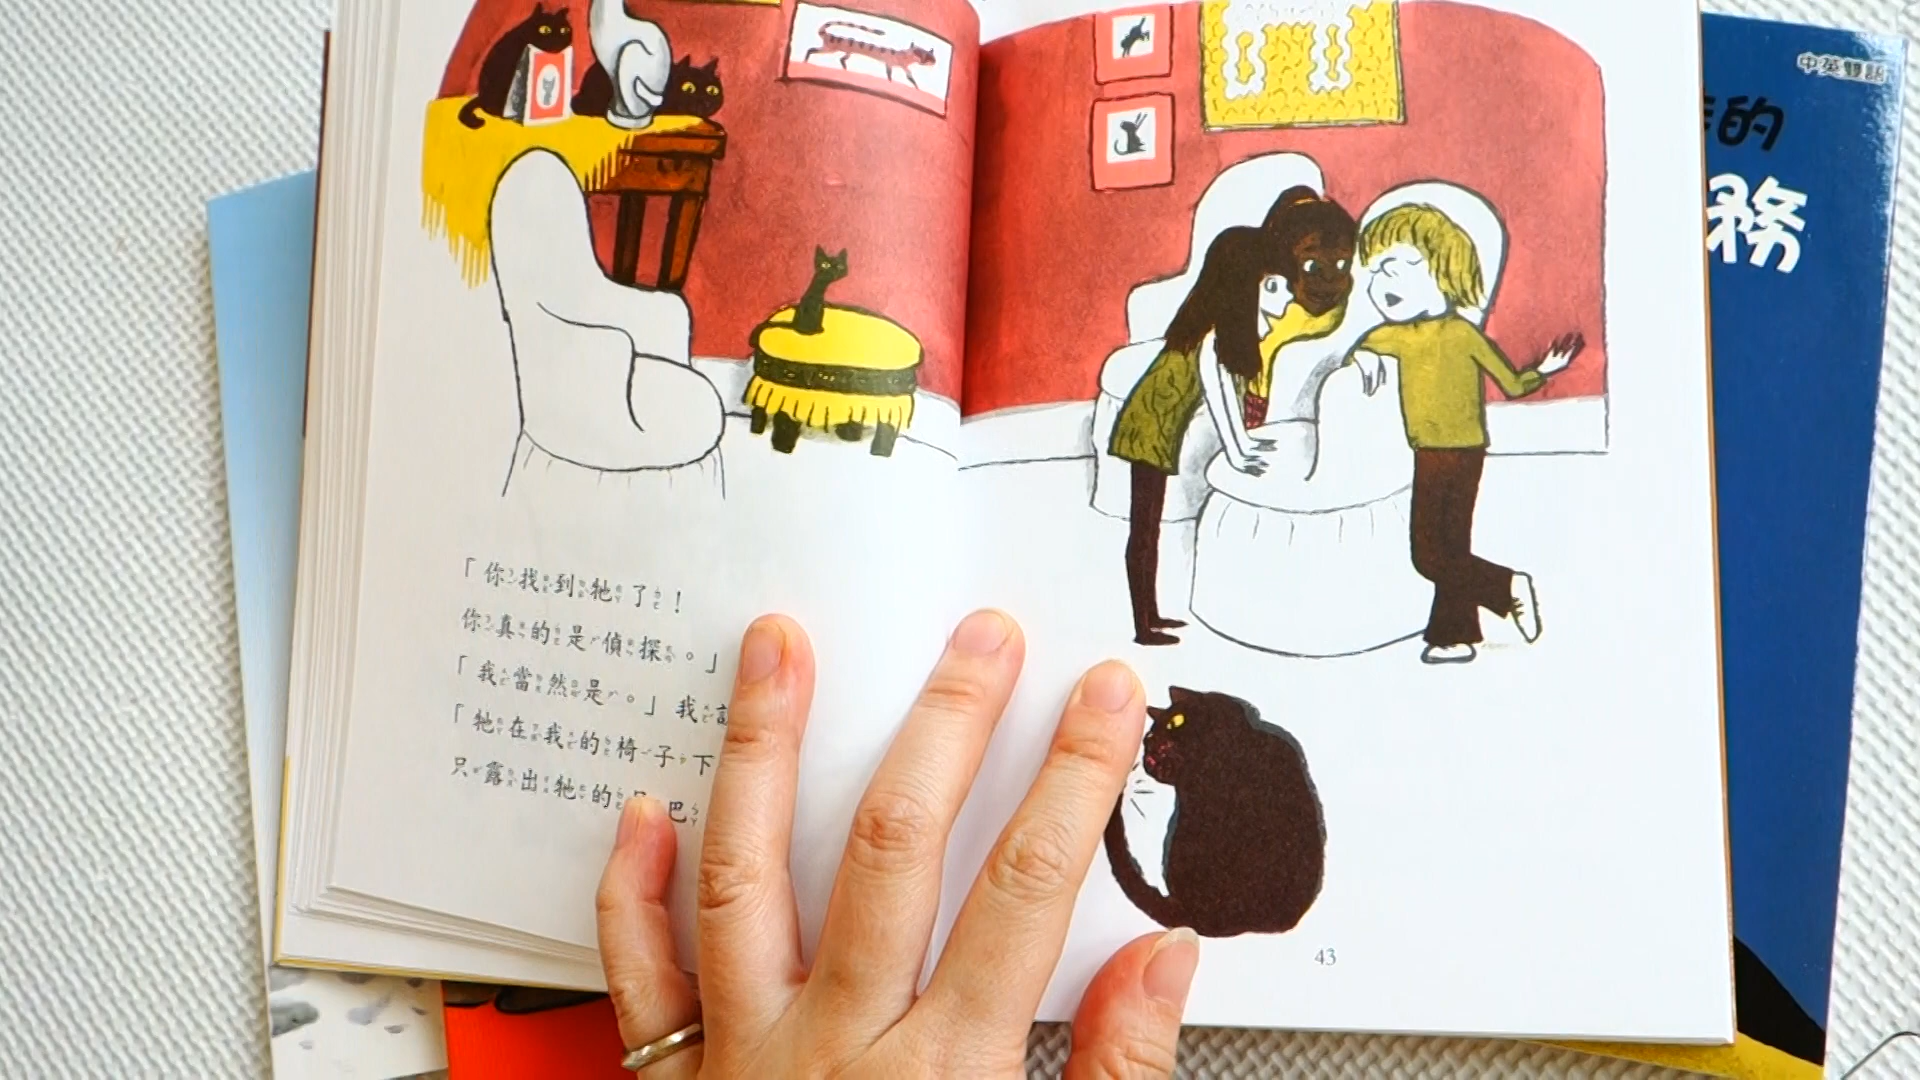 「你找到牠了！
你真的是偵探。」
「我當然是。」我
「牠在我的椅子下
只露出牠的 巴
43
中英雙語
的
務